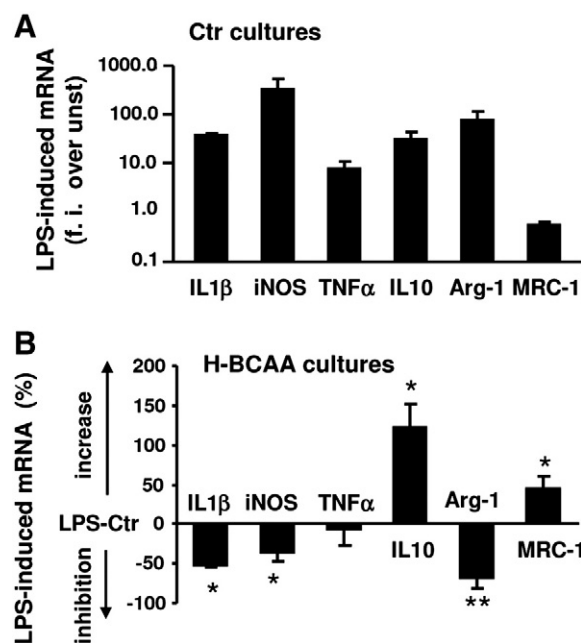 A
Ctr cultures
LPS-induced mRNA
(f. i. over unst)
1000.0
100.0
10.0
1.0
0.1
IL1β iNOS TNFα IL10 Arg-1 MRC-1
B
H-BCAA cultures
LPS-induced mRNA (%)
increase
LPS-Ctr
inhibition
200
150
100
50
0
-50
-100
IL1β iNOS TNFα Arg-1
IL10 MRC-1
* * * ** *